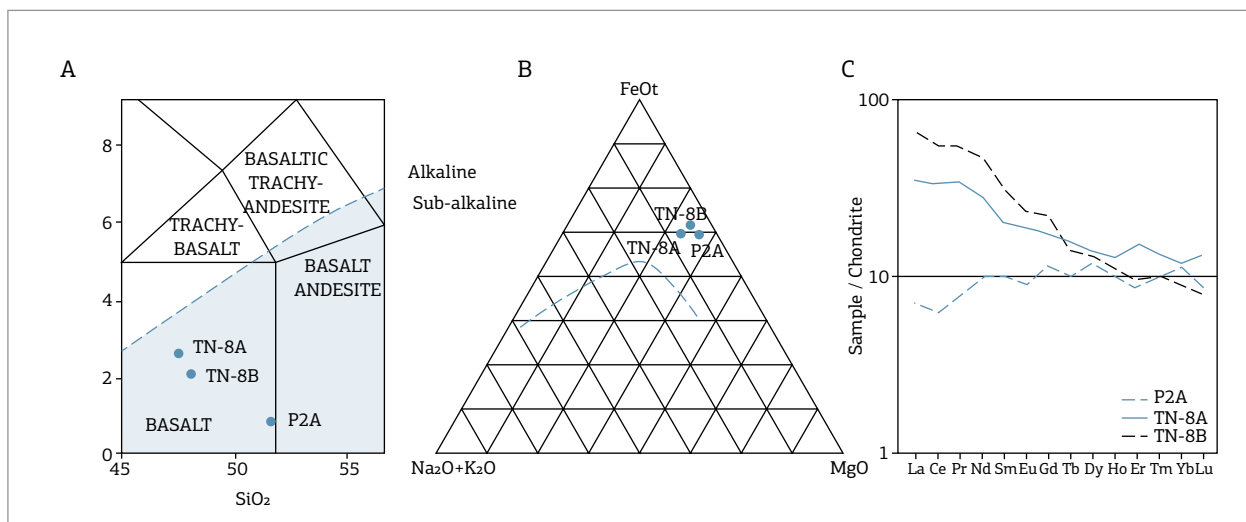 A
8
6
4
2
0
45
50
55
SiO₂
BASALTIC
TRACHY-
ANDESITE
TRACHY-
BASALT
BASALT
ANDESITE
TN-8A
TN-8B
P2A
BASALT
Alkaline
Sub-alkaline
B
FeOt
TN-8B
TN-8A
P2A
Na₂O+K₂O
MgO
C
100
10
1
Sample / Chondrite
P2A
TN-8A
TN-8B
La Ce Pr Nd Sm Eu Gd Tb Dy Ho Er Tm Yb Lu